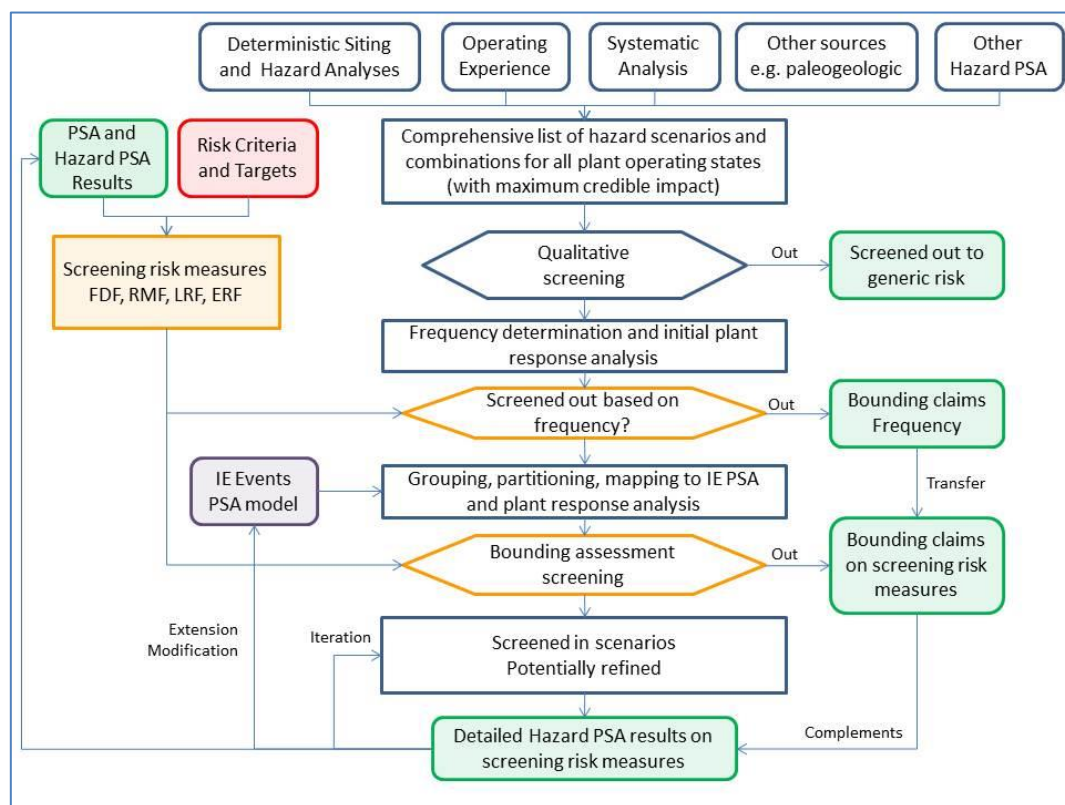 Deterministic Siting
and Hazard Analyses
Operating
Experience
Systematic
Analysis
Other sources
e.g. paleogeologic
Other
Hazard PSA
PSA and
Hazard PSA
Results
Risk Criteria
and Targets
Comprehensive list of hazard scenarios and
combinations for all plant operating states
(with maximum credible impact)
Screening risk measures
FDF, RMF, LRF, ERF
Qualitative
screening
Out
Screened out to
generic risk
Frequency determination and initial plant
response analysis
Screened out based on
frequency?
Out
Bounding claims
Frequency
IE Events
PSA model
Grouping, partitioning, mapping to IE PSA
and plant response analysis
Transfer
Bounding assessment
screening
Out
Bounding claims
on screening risk
measures
Extension
Modification
Iteration
Screened in scenarios
Potentially refined
Detailed Hazard PSA results on
screening risk measures
Complements